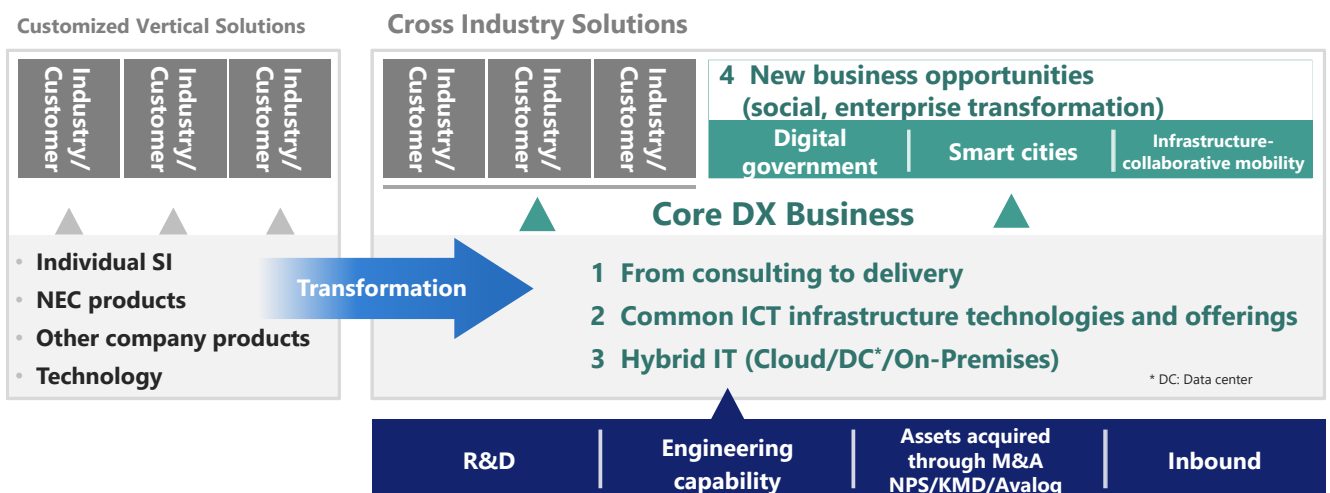 Customized Vertical Solutions
Industry/
Customer
Industry/
Customer
Industry/
Customer
Individual SI
NEC products
Other company products
Technology
Transformation
Cross Industry Solutions
Industry/
Customer
Industry/
Customer
Industry/
Customer
4 New business opportunities
(social, enterprise transformation)
Digital
government
Smart cities
Infrastructure-
collaborative mobility
Core DX Business
1 From consulting to delivery
2 Common ICT infrastructure technologies and offerings
3 Hybrid IT (Cloud/DC*/On-Premises)
* DC: Data center
R&D
Engineering
capability
Assets acquired
through M&A
NPS/KMD/Avaloq
Inbound